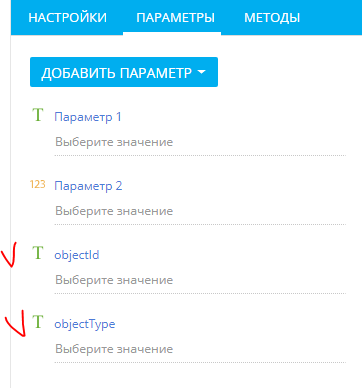 НАСТРОЙКИ ПАРАМЕТРЫ МЕТОДЫ
ДОБАВИТЬ ПАРАМЕТР
T Параметр 1
Выберите значение
123 Параметр 2
Выберите значение
T objectId
Выберите значение
T objectType
Выберите значение